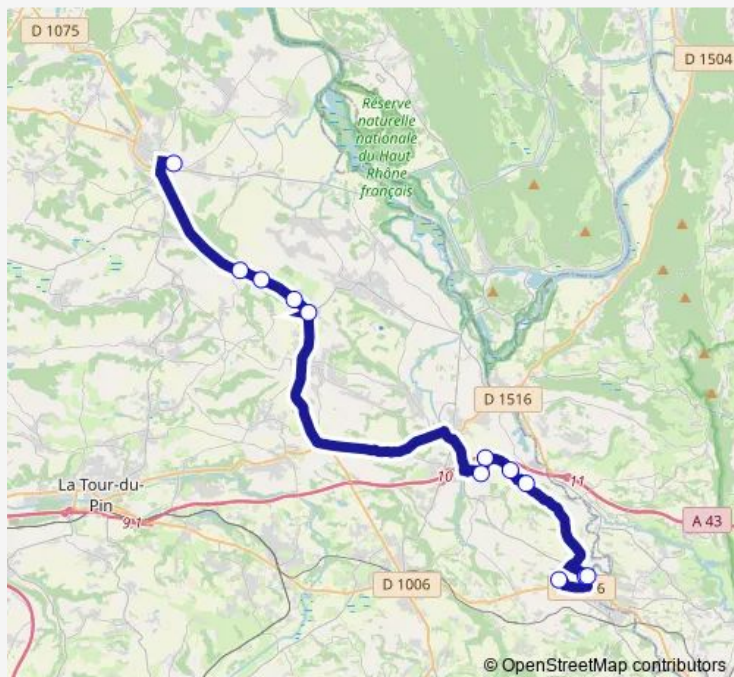 D 1075
D 1504
Réserve
naturelle
nationale
du Haut
Rhône
français
D 1516
La Tour-du-
Pin
10
11
9.1
A 43
D 1006
6
© OpenStreetMap contributors